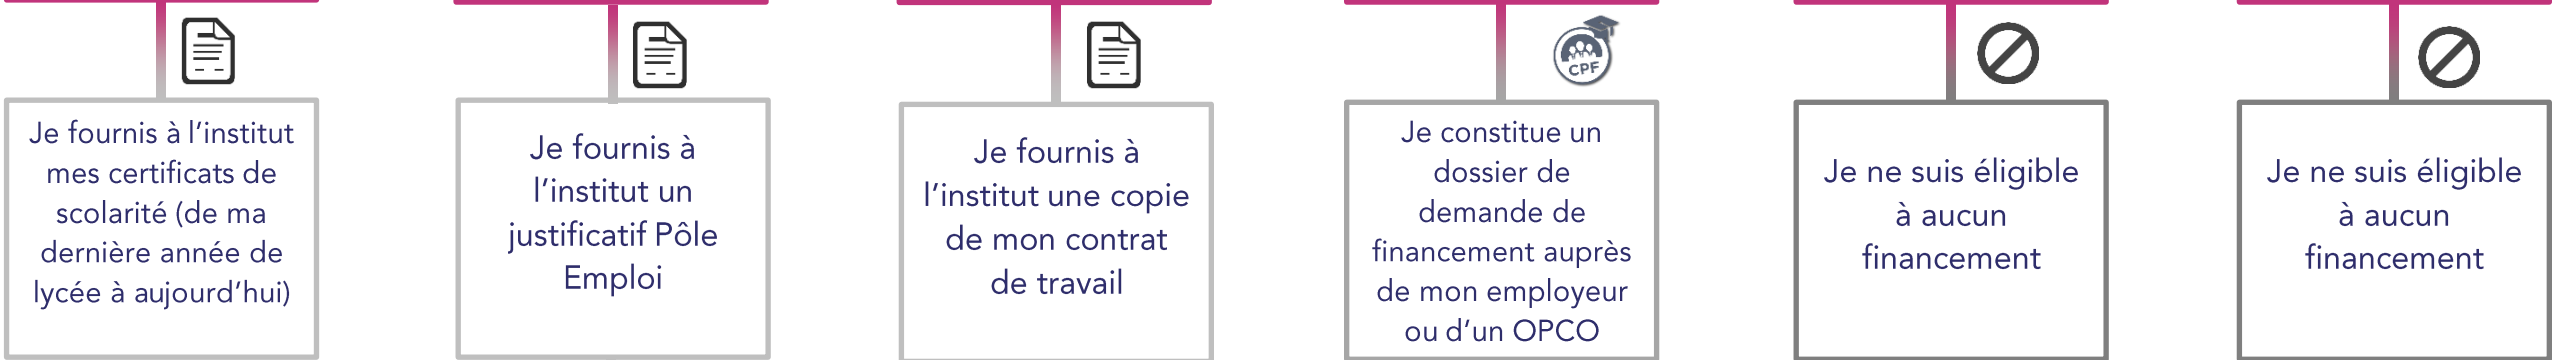 Je fournis à l'institut
mes certificats de
scolarité (de ma
dernière année de
lycée à aujourd'hui)
Je fournis à
l'institut un
justificatif Pôle
Emploi
Je fournis à
l'institut une copie
de mon contrat
de travail
CPF
Je constitue un
dossier de
demande de
financement auprès
de mon employeur
ou d'un OPCO
Je ne suis éligible
à aucun
financement
Je ne suis éligible
à aucun
financement